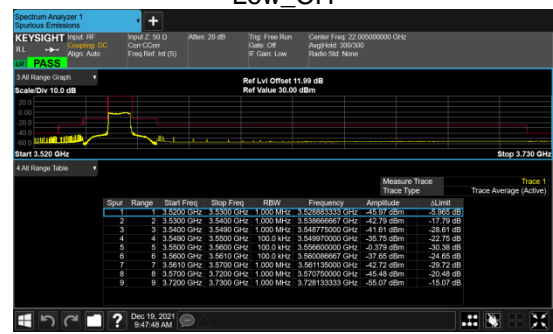 Low_CH
Spectrum Analyzer 1
Spurious Emissions
KEYSIGHT Input: RF Input Z: 50 Ω Atten: 20 dB Trig: Free Run Center Freq: 22.005000000 GHz
RL Coupling: DC Corr CCorr Gate: Off Avg|Hold: 300/300
Align: Auto Freq Ref: Int (S) IF Gain: Low Radio Std: None
PASS
3 All Range Graph
Ref Lvl Offset 11.99 dB
Scale/Div 10.0 dB Ref Value 30.00 dBm
20.0
0.00
-20.0
-40.0
-60.0
Start 3.520 GHz Stop 3.730 GHz
4 All Range Table
Measure Trace Trace 1
Trace Type Trace Average (Active)
Spur Range Start Freq Stop Freq RBW Frequency Amplitude ΔLimit
1 1 3.5200 GHz 3.5300 GHz 1.000 MHz 3.528883333 GHz -45.97 dBm -5.965 dB
2 2 3.5300 GHz 3.5400 GHz 1.000 MHz 3.538666667 GHz -42.79 dBm -17.79 dB
3 3 3.5400 GHz 3.5490 GHz 1.000 MHz 3.548775000 GHz -41.61 dBm -28.61 dB
4 4 3.5490 GHz 3.5500 GHz 100.0 kHz 3.549970000 GHz -35.75 dBm -22.75 dB
5 5 3.5500 GHz 3.5600 GHz 100.0 kHz 3.556600000 GHz -0.379 dBm -30.38 dB
6 6 3.5600 GHz 3.5610 GHz 100.0 kHz 3.560086667 GHz -37.65 dBm -24.65 dB
7 7 3.5610 GHz 3.5700 GHz 1.000 MHz 3.561135000 GHz -42.72 dBm -29.72 dB
8 8 3.5700 GHz 3.7200 GHz 1.000 MHz 3.570750000 GHz -45.48 dBm -20.48 dB
9 9 3.7200 GHz 3.7300 GHz 1.000 MHz 3.728133333 GHz -55.07 dBm -15.07 dB
Dec 19, 2021
9:47:48 AM